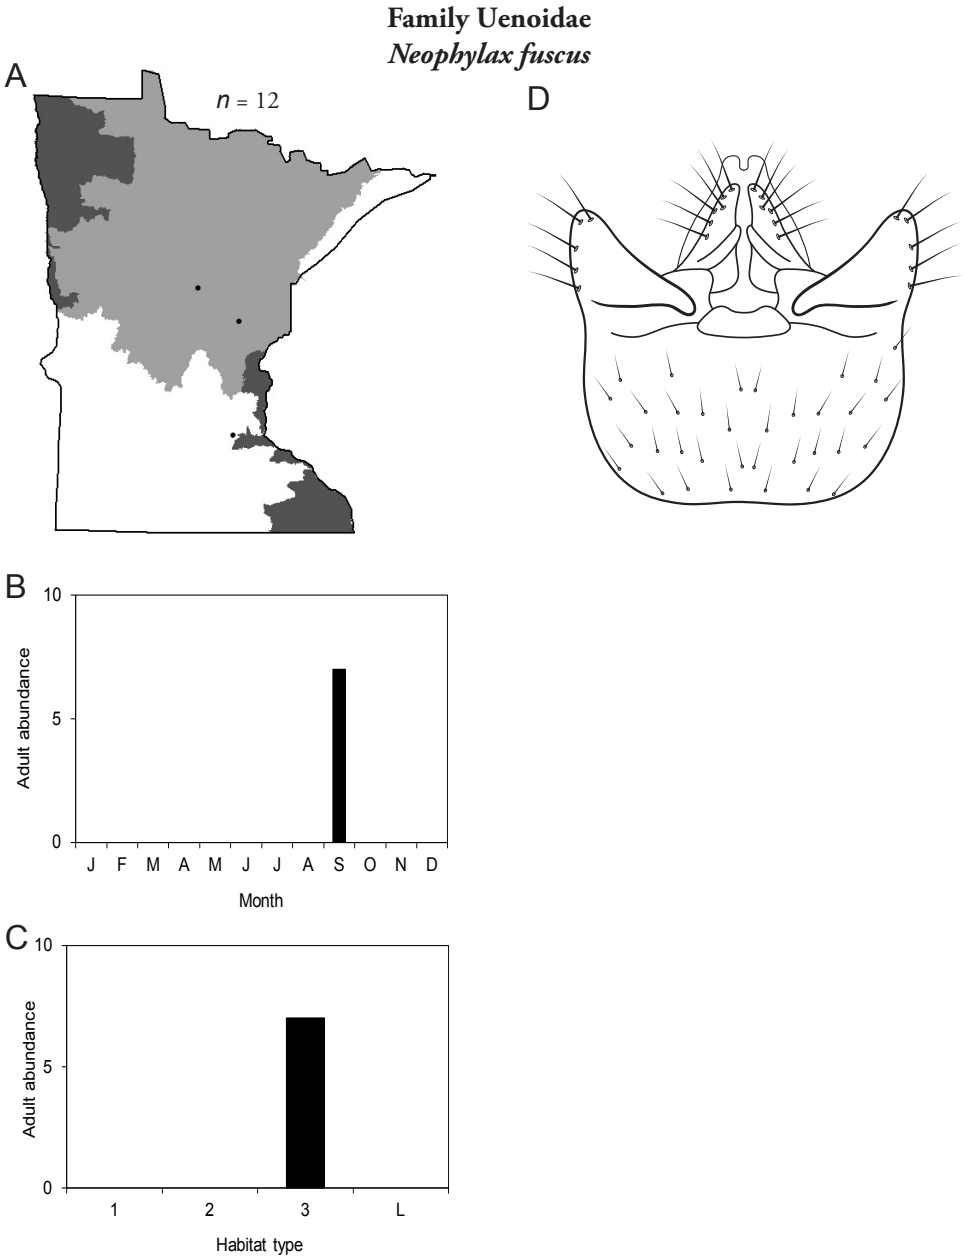 Family Uenoidae
Neophylax fuscus
A
n = 12
D
B
10
5
0
Adult abundance
J F M A M J J A S O N D
Month
C
10
5
0
Adult abundance
1 2 3 L
Habitat type